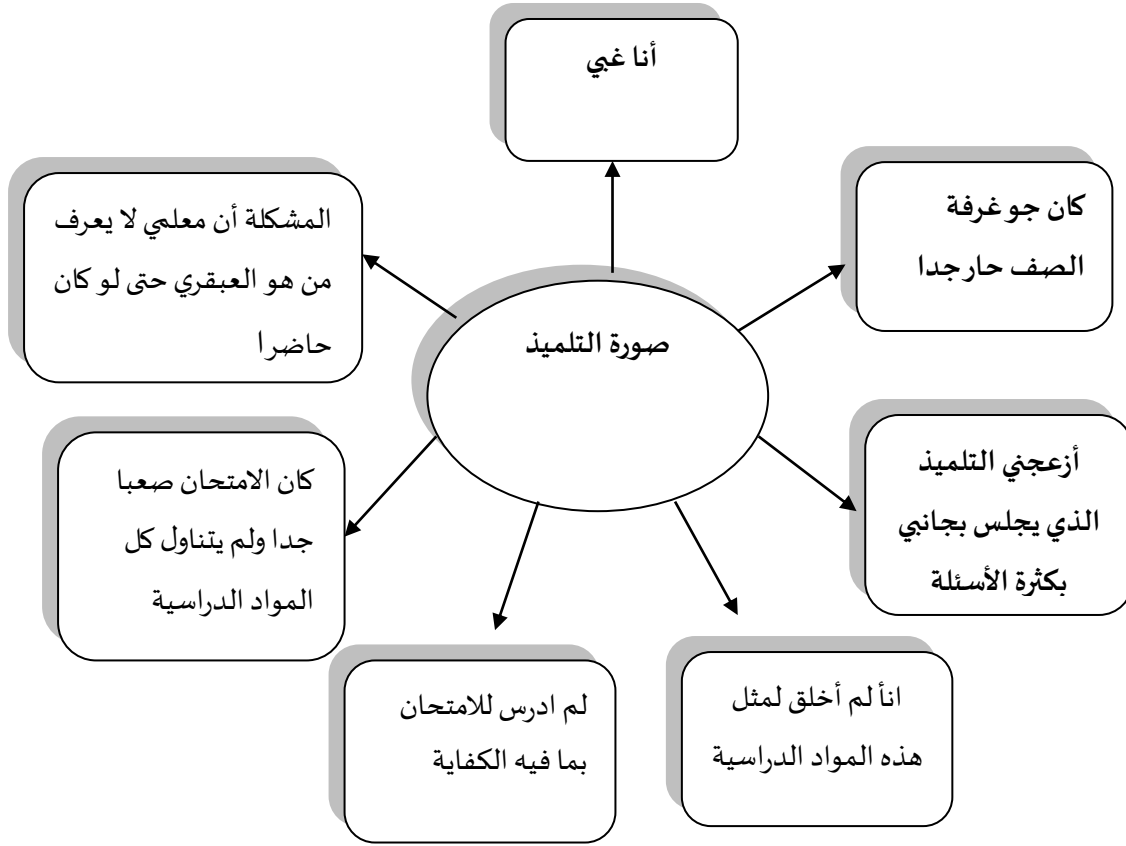 أنا غبي
كان جو غرفة
الصف حار جدا
المشكلة أن معلمي لا يعرف
من هو العبقري حتى لو كان
حاضرا
صورة التلميذ
أزعجني التلميذ
الذي يجلس بجانبي
بكثرة الأسئلة
كان الامتحان صعبا
جدا ولم يتناول كل
المواد الدراسية
انأ لم أخلق لمثل
هذه المواد الدراسية
لم ادرس للامتحان
بما فيه الكفاية